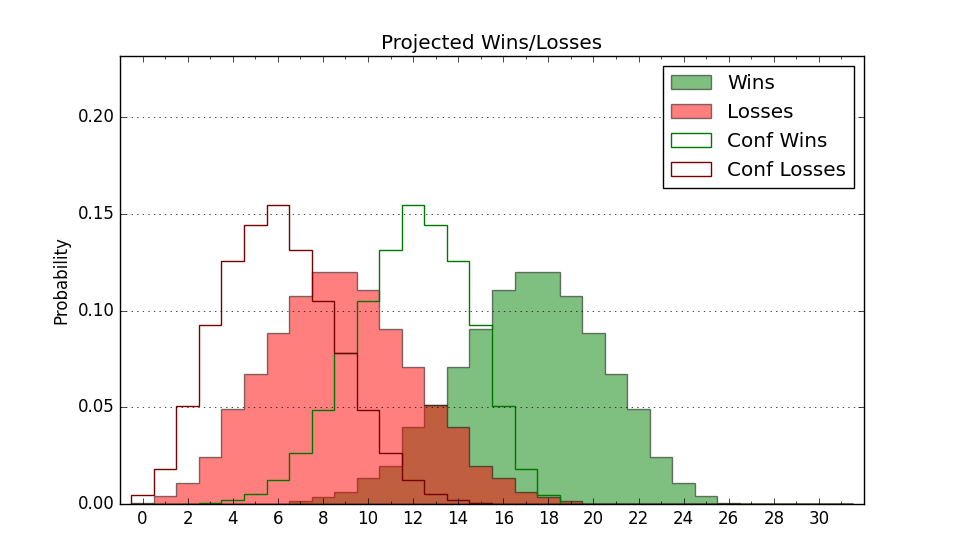 Projected Wins/Losses
Wins
Losses
Conf Wins
Conf Losses
Probability
0.20
0.15
0.10
0.05
0.00
0 2 4 6 8 10 12 14 16 18 20 22 24 26 28 30